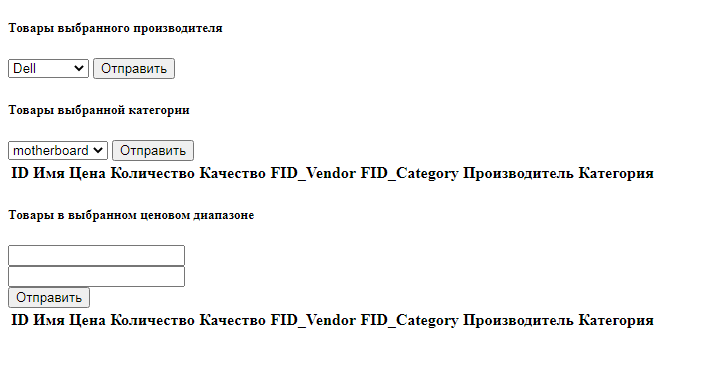 Товары выбранного производителя
Dell Отправить
Товары выбранной категории
motherboard Отправить
ID Имя Цена Количество Качество FID_Vendor FID_Category Производитель Категория
Товары в выбранном ценовом диапазоне
Отправить
ID Имя Цена Количество Качество FID_Vendor FID_Category Производитель Категория